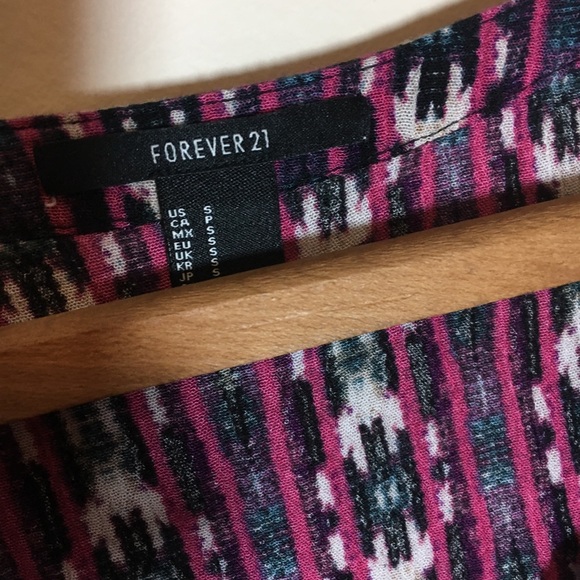 FOREVER 21
US S
CA P
MX S
EU S
UK S
KR S
JP S